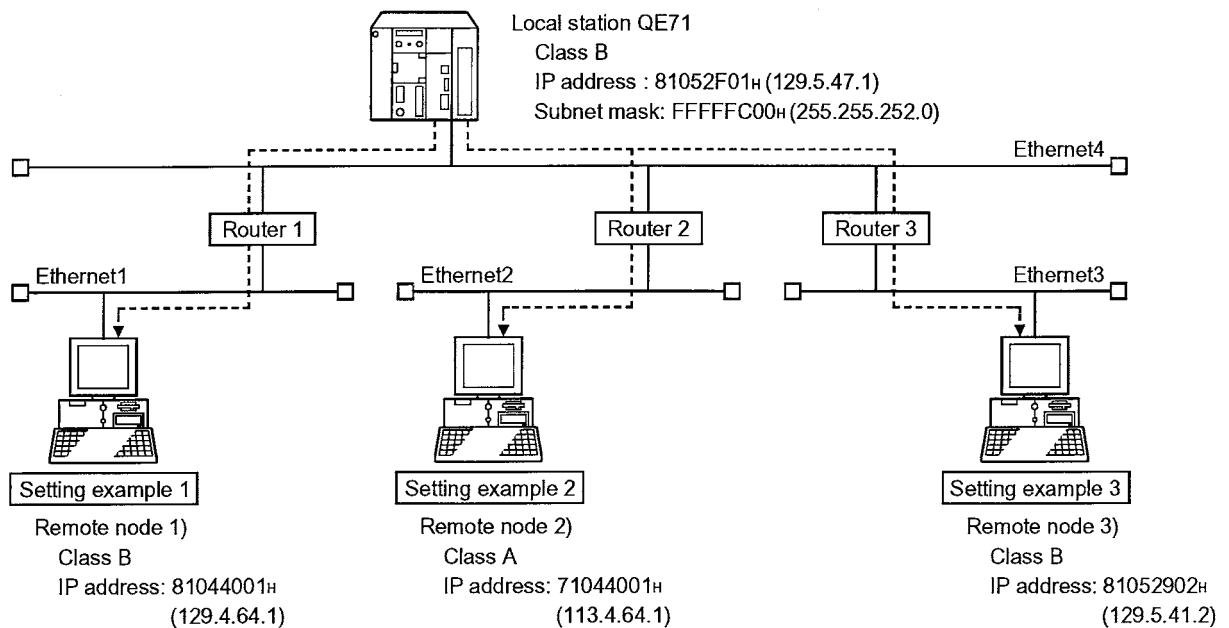 Local station QE71
Class B
IP address : 81052F01H (129.5.47.1)
Subnet mask: FFFFFC00H (255.255.252.0)
Ethernet4
Router 1
Router 2
Router 3
Ethernet1
Ethernet2
Ethernet3
Setting example 1
Setting example 2
Setting example 3
Remote node 1)
Class B
IP address: 81044001H
(129.4.64.1)
Remote node 2)
Class A
IP address: 71044001H
(113.4.64.1)
Remote node 3)
Class B
IP address: 81052902H
(129.5.41.2)